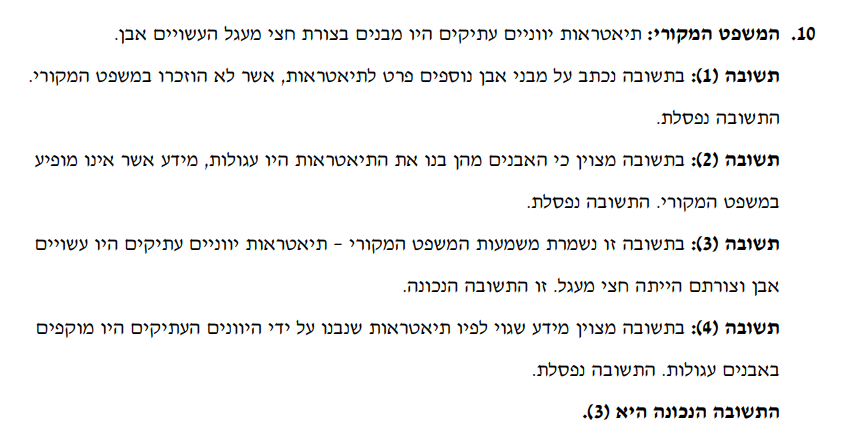 10. המשפט המקורי: תיאטראות יווניים עתיקים היו מבנים בצורת חצי מעגל העשויים אבן.
תשובה (1): בתשובה נכתב על מבני אבן נוספים פרט לתיאטראות, אשר לא הוזכרו במשפט המקורי.
התשובה נפסלת.
תשובה (2): בתשובה מצוין כי האבנים מהן בנו את התיאטראות היו עגולות, מידע אשר אינו מופיע
במשפט המקורי. התשובה נפסלת.
תשובה (3): בתשובה זו נשמרת משמעות המשפט המקורי – תיאטראות יווניים עתיקים היו עשויים
אבן וצורתם הייתה חצי מעגל. זו התשובה הנכונה.
תשובה (4): בתשובה מצוין מידע שגוי לפיו תיאטראות שנבנו על ידי היוונים העתיקים היו מוקפים
באבנים עגולות. התשובה נפסלת.
התשובה הנכונה היא (3).